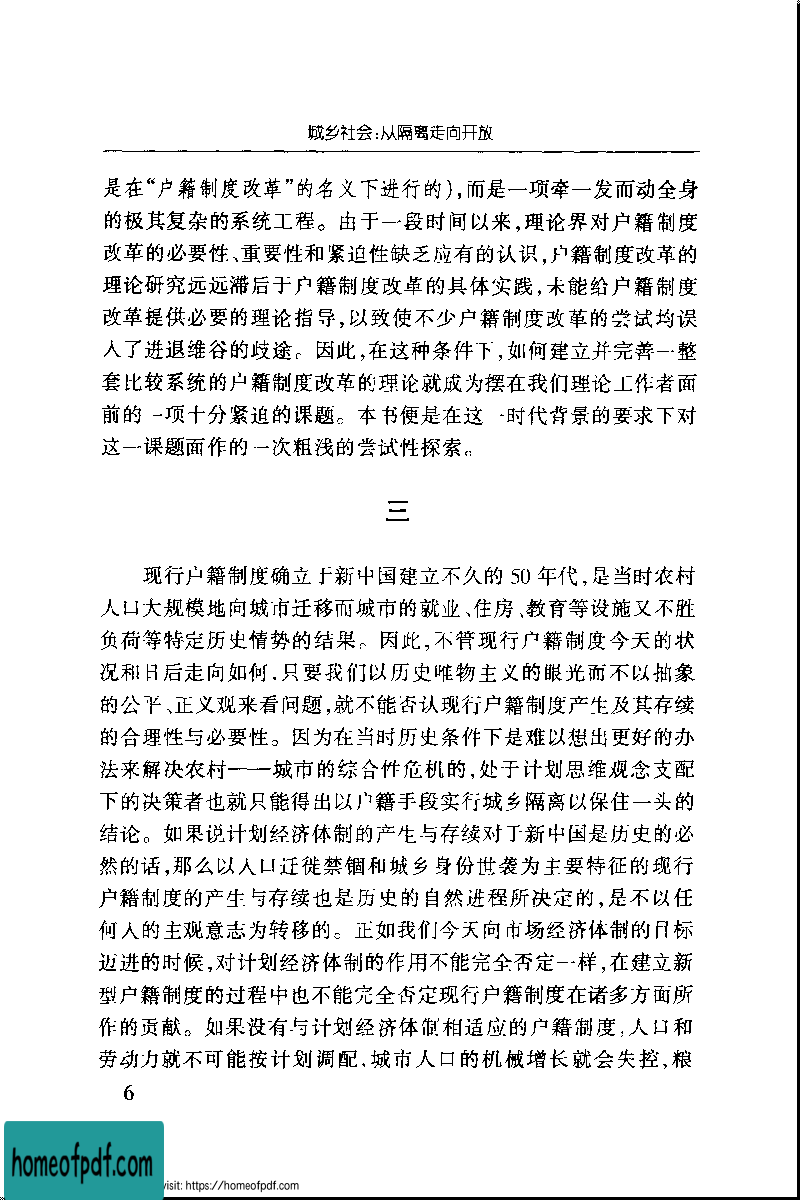 城乡社会:从隔离走向开放
是在“户籍制度改革”的名义下进行的),而是一项牵一发而动全身
的极其复杂的系统工程。由于一段时间以来,理论界对户籍制度
改革的必要性、重要性和紧迫性缺乏应有的认识,户籍制度改革的
理论研究远远滞后于户籍制度改革的具体实践,未能给户籍制度
改革提供必要的理论指导,以致使不少户籍制度改革的尝试均误
入了进退维谷的歧途。因此,在这种条件下,如何建立并完善一整
套比较系统的户籍制度改革的理论就成为摆在我们理论工作者面
前的一项十分紧迫的课题。本书便是在这一时代背景的要求下对
这一课题面作的一次粗浅的尝试性探索。
三
现行户籍制度确立于新中国建立不久的50年代,是当时农村
人口大规模地向城市迁移而城市的就业、住房、教育等设施又不胜
负荷等特定历史情势的结果。因此,不管现行户籍制度今天的状
况和日后走向如何,只要我们以历史唯物主义的眼光而不以抽象
的公平、正义观来看问题,就不能否认现行户籍制度产生及其存续
的合理性与必要性。因为在当时历史条件下是难以想出更好的办
法来解决农村——城市的综合性危机的,处于计划思维观念支配
下的决策者也就只能得出以户籍手段实行城乡隔离以保住一头的
结论。如果说计划经济体制的产生与存续对于新中国是历史的必
然的话,那么以人口迁徙禁锢和城乡身份世袭为主要特征的现行
户籍制度的产生与存续也是历史的自然进程所决定的,是不以任
何人的主观意志为转移的。正如我们今天向市场经济体制的目标
迈进的时候,对计划经济体制的作用不能完全否定一样,在建立新
型户籍制度的过程中也不能完全否定现行户籍制度在诸多方面所
作的贡献。如果没有与计划经济体制相适应的户籍制度,人口和
劳动力就不可能按计划调配,城市人口的机械增长就会失控,粮
6
homeofpdf.com
visit: https://homeofpdf.com